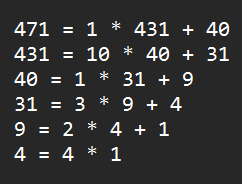 471 = 1 * 431 + 40
431 = 10 * 40 + 31
40 = 1 * 31 + 9
31 = 3 * 9 + 4
9 = 2 * 4 + 1
4 = 4 * 1